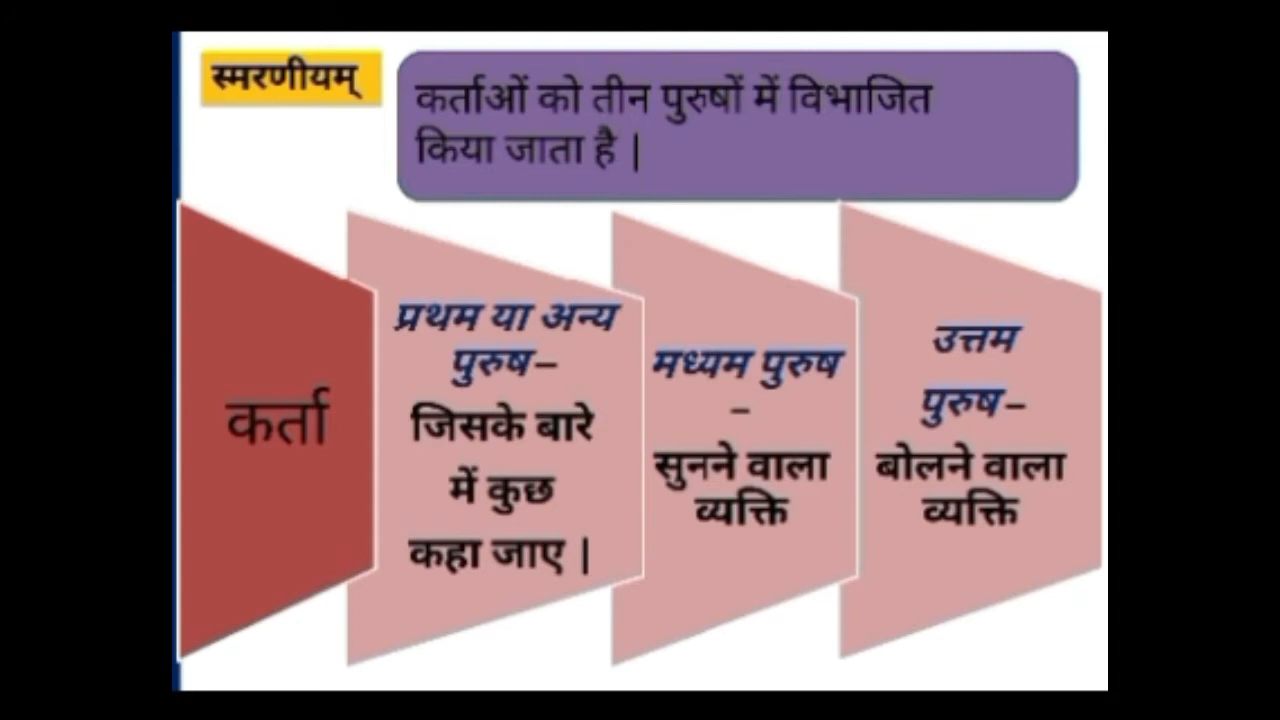 स्मरणीयम्
कर्ताओं को तीन पुरुषों में विभाजित
किया जाता है |
कर्ता
प्रथम या अन्य
पुरुष–
जिसके बारे
में कुछ
कहा जाए |
मध्यम पुरुष
–
सुनने वाला
व्यक्ति
उत्तम
पुरुष–
बोलने वाला
व्यक्ति